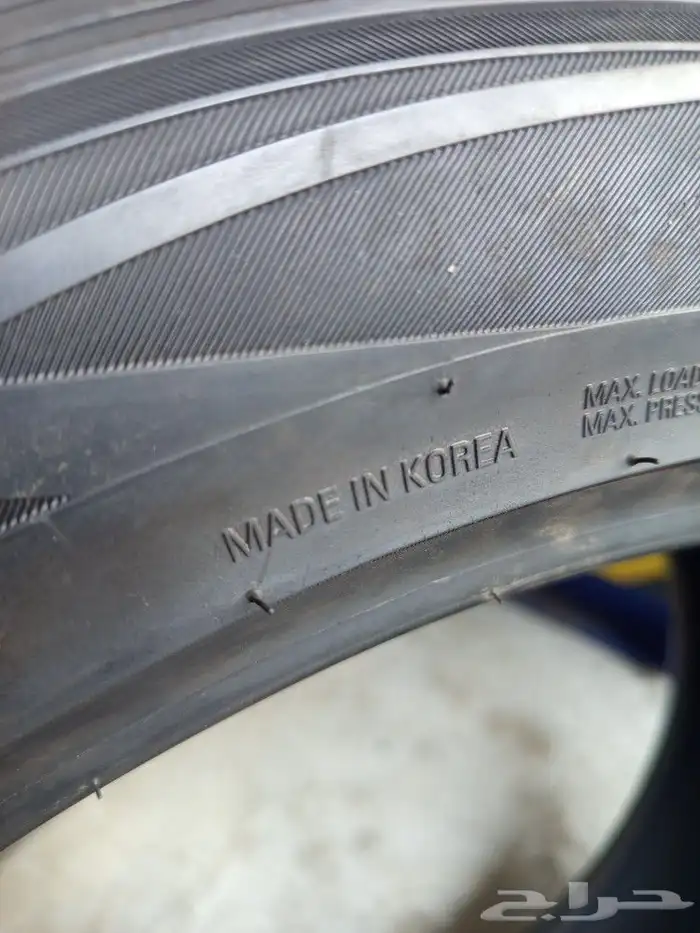 MAX. LOAD
MAX. PRES
MADE IN KOREA
حراج